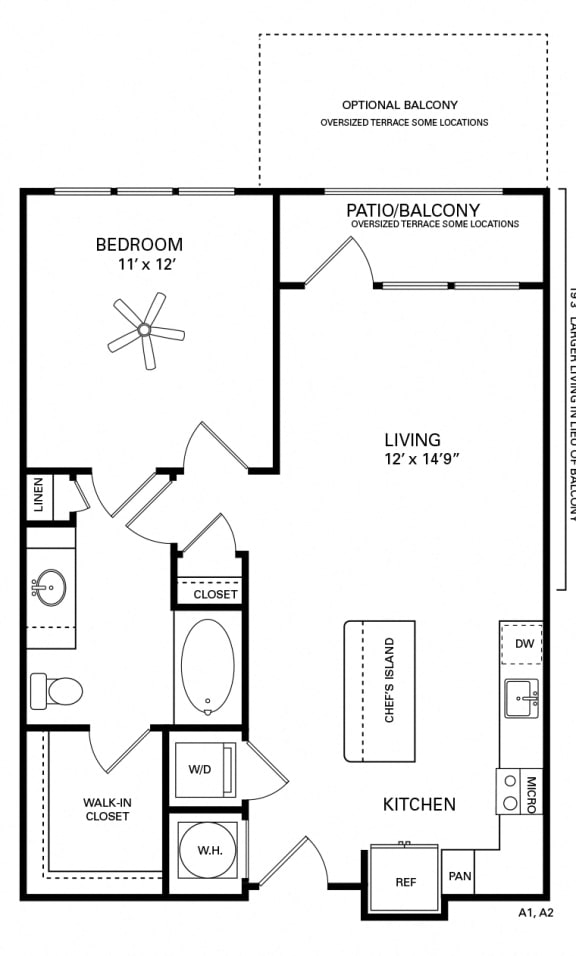 OPTIONAL BALCONY
OVERSIZED TERRACE SOME LOCATIONS
PATIO/BALCONY
OVERSIZED TERRACE SOME LOCATIONS
BEDROOM
11' x 12'
19'3" LARGER LIVING IN LIEU OF BALCONY
LIVING
12' x 14'9”
LINEN
CLOSET
CHEF'S ISLAND
DW
W/D
MICRO
WALK-IN
CLOSET
KITCHEN
W.H.
REF
PAN
A1, A2